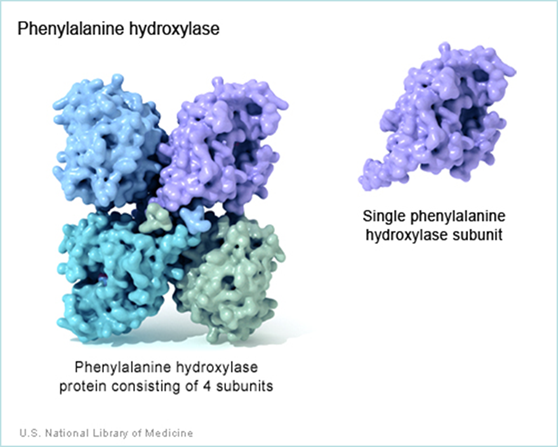 Phenylalanine hydroxylase
Single phenylalanine
hydroxylase subunit
Phenylalanine hydroxylase
protein consisting of 4 subunits
U.S. National Library of Medicine